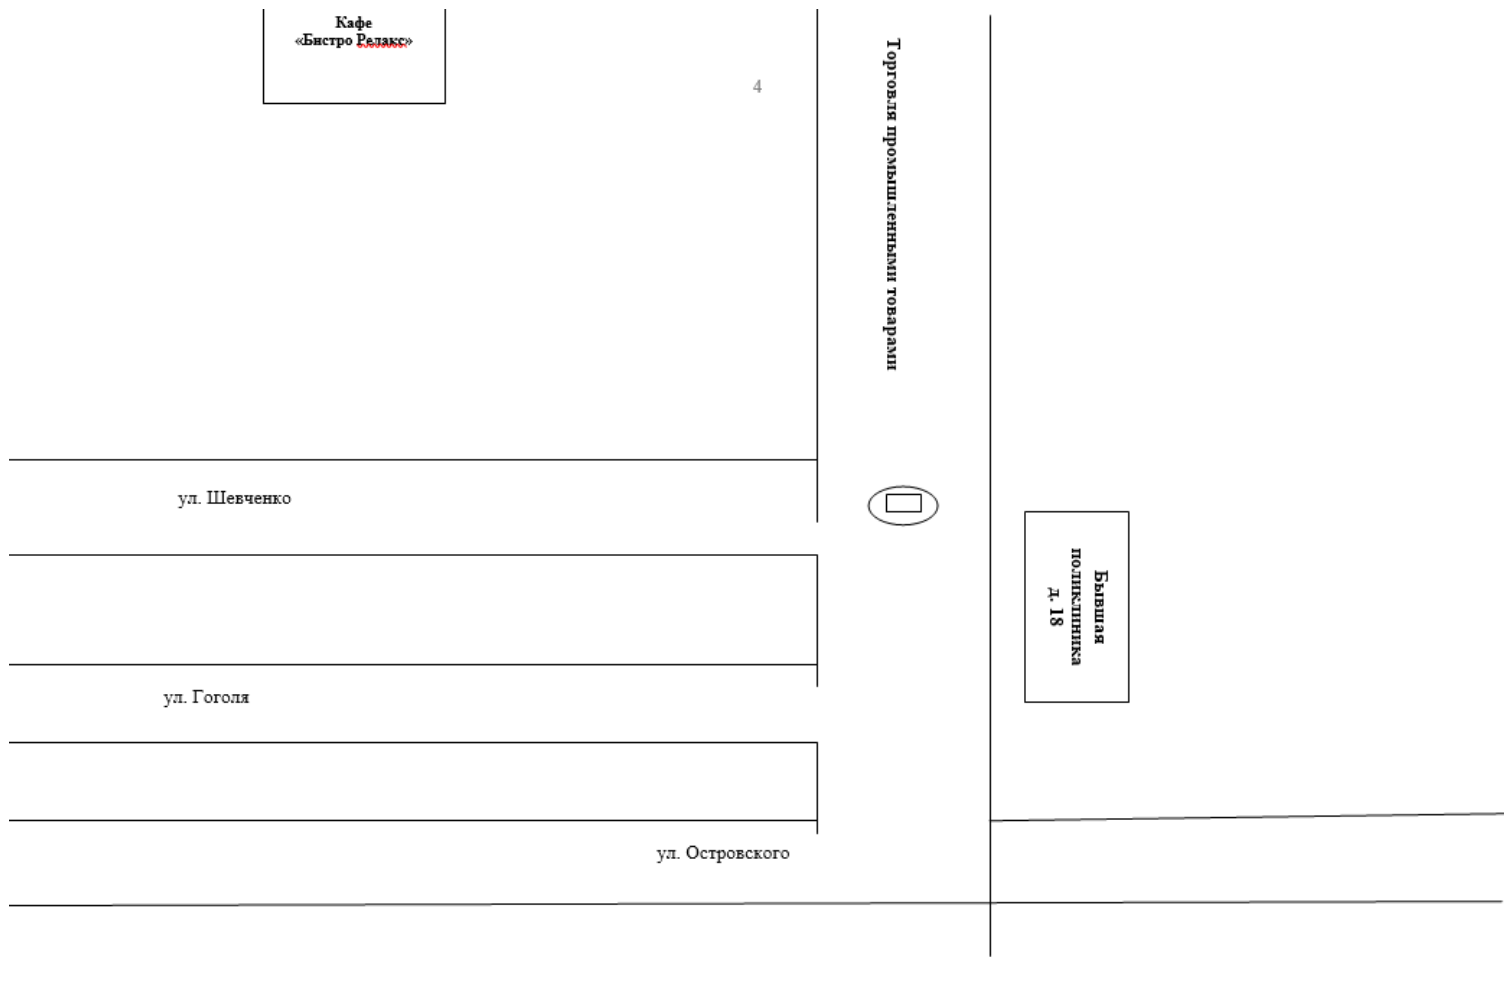 Кафе
«Бистро Релакс»
4
Торговля промышленными товарами
ул. Шевченко
Бывшая
поликлиника
д. 18
ул. Гоголя
ул. Островского